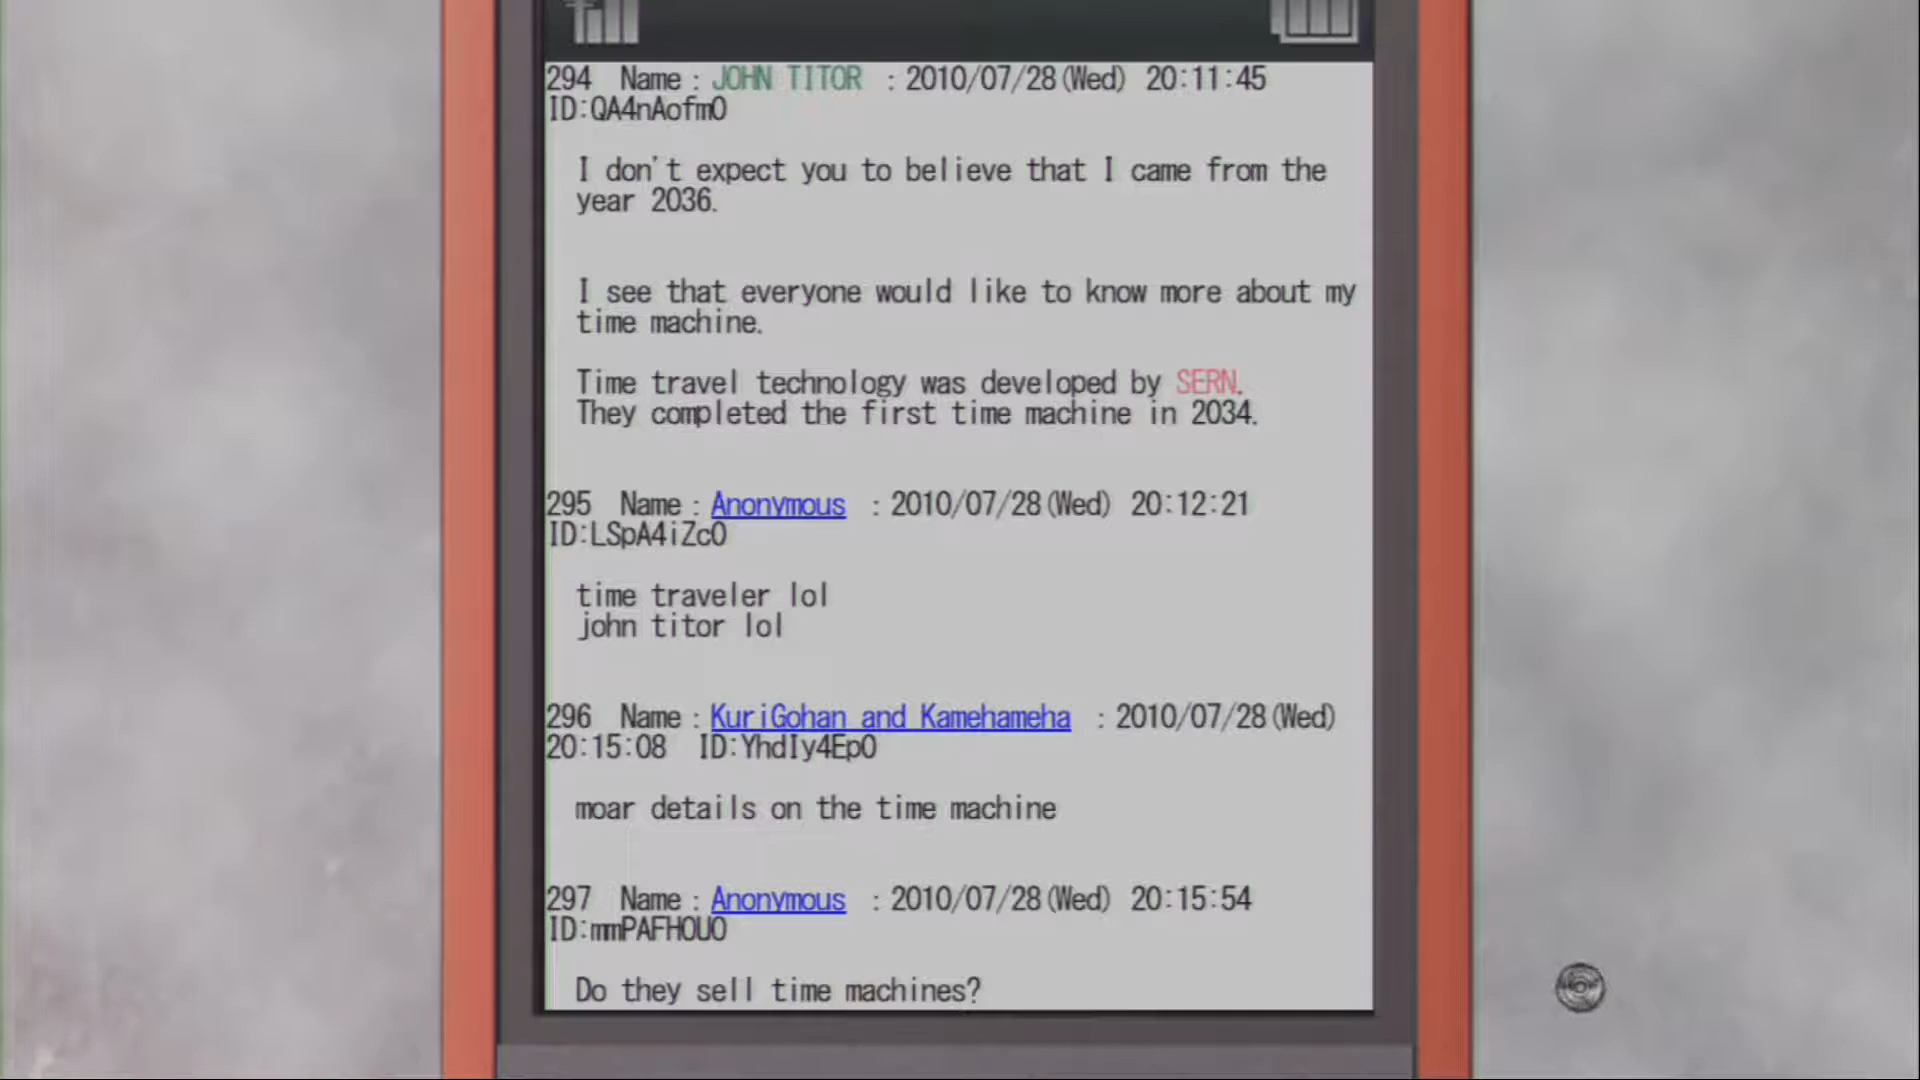 294 Name : JOHN TITOR : 2010/07/28(Wed) 20:11:45
ID:QA4nAofm0
I don't expect you to believe that I came from the
year 2036.
I see that everyone would like to know more about my
time machine.
Time travel technology was developed by SERN.
They completed the first time machine in 2034.
295 Name : Anonymous : 2010/07/28(Wed) 20:12:21
ID:LSpA4iZc0
time traveler lol
john titor lol
296 Name : KuriGohan and Kamehameha : 2010/07/28(Wed)
20:15:08 ID:YhdIy4Ep0
moar details on the time machine
297 Name : Anonymous : 2010/07/28(Wed) 20:15:54
ID:mmPAFHOU0
Do they sell time machines?